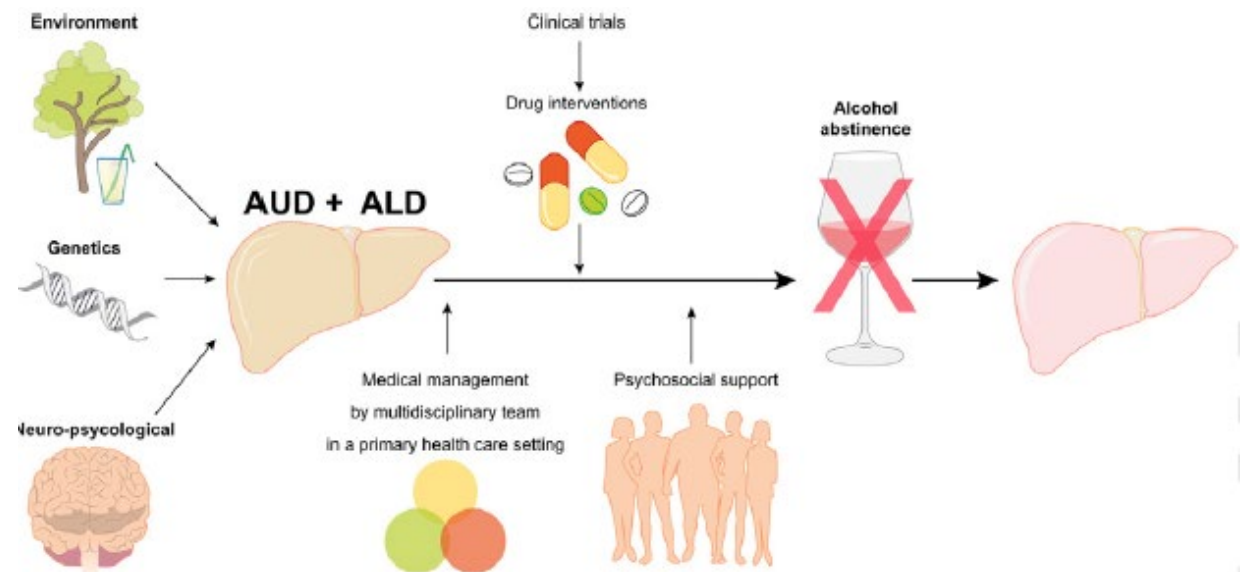 Environment
Clinical trials
Drug interventions
Alcohol
abstinence
AUD + ALD
Genetics
Medical management
by multidisciplinary team
in a primary health care setting
Psychosocial support
Neuro-psycological